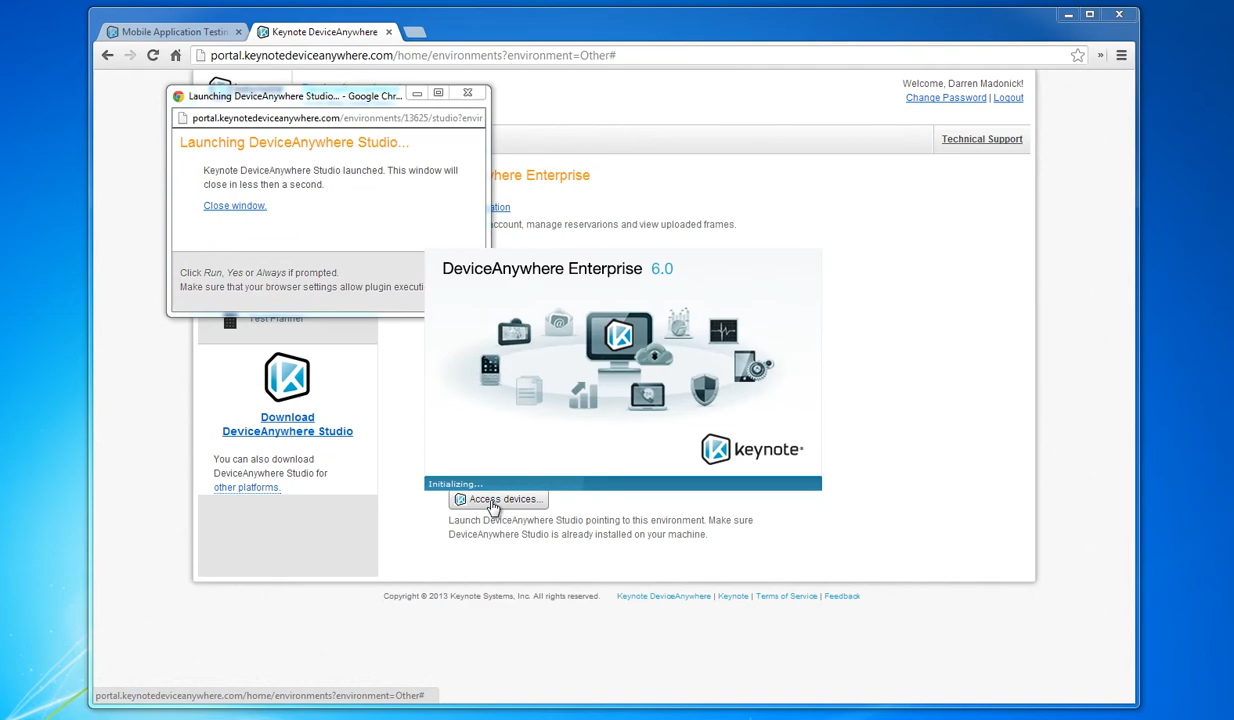 Mobile Application Testin
Keynote DeviceAnywhere
portal.keynotedeviceanywhere.com/home/environments?environment=Other#
Welcome, Darren Madonick!
Change Password | Logout
Technical Support
Launching DeviceAnywhere Studio... - Google Chr...
portal.keynotedeviceanywhere.com/environments/13625/studio?envir
Launching DeviceAnywhere Studio...
Keynote DeviceAnywhere Studio launched. This window will
close in less then a second.
Close window.
Click Run, Yes or Always if prompted.
Make sure that your browser settings allow plugin executi
where Enterprise
ation
account, manage reservarions and view uploaded frames.
DeviceAnywhere Enterprise 6.0
keynote
Initializing...
Test Planner
Download
DeviceAnywhere Studio
You can also download
DeviceAnywhere Studio for
other platforms.
Access devices...
Launch DeviceAnywhere Studio pointing to this environment. Make sure
DeviceAnywhere Studio is already installed on your machine.
Copyright © 2013 Keynote Systems, Inc. All rights reserved. Keynote DeviceAnywhere | Keynote | Terms of Service | Feedback
portal.keynotedeviceanywhere.com/home/environments?environment=Other#